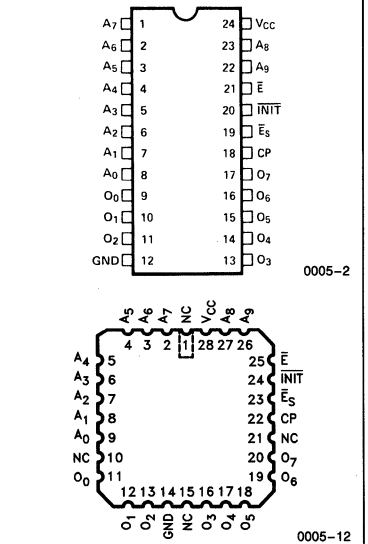 A7 1 24 VCC
A6 2 23 A8
A5 3 22 A9
A4 4 21 E̅
A3 5 20 I̅N̅I̅T̅
A2 6 19 E̅S
A1 7 18 CP
A0 8 17 O7
O0 9 16 O6
O1 10 15 O5
O2 11 14 O4
GND 12 13 O3
0005-2
A5 A6 A7 NC VCC A8 A9
4 3 2 1 28 27 26
A4 5 25 E̅
A3 6 24 I̅N̅I̅T̅
A2 7 23 E̅S
A1 8 22 CP
A0 9 21 NC
NC 10 20 O7
O0 11 19 O6
12 13 14 15 16 17 18
O1 O2 GND NC O3 O4 O5
0005-12